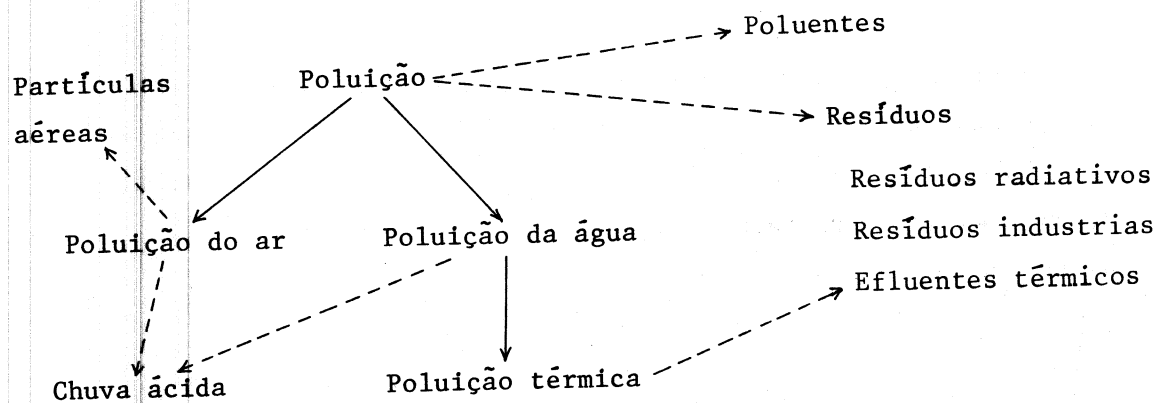 Poluentes
Partículas
aéreas
Poluição
Resíduos
Resíduos radiativos
Poluição do ar
Poluição da água
Resíduos industrias
Efluentes térmicos
Chuva ácida
Poluição térmica